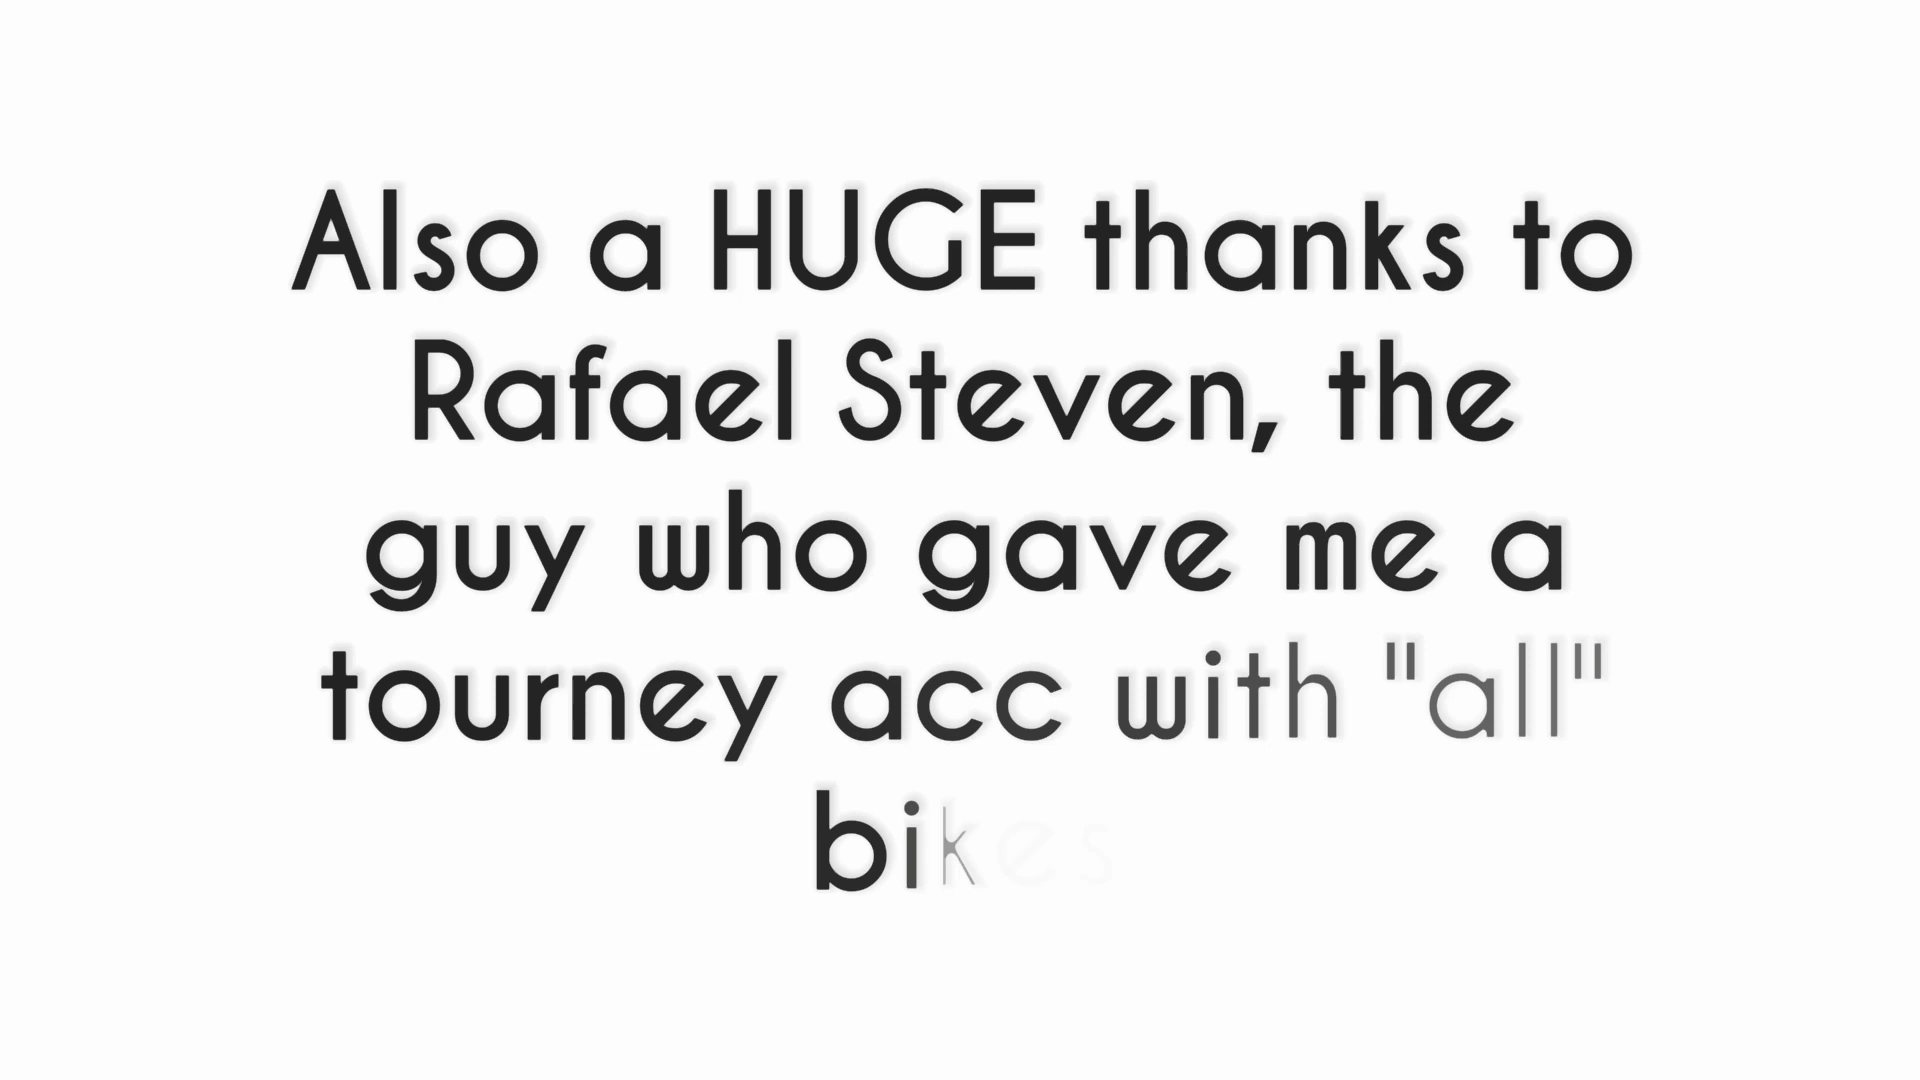 Also a HUGE thanks to
Rafael Steven, the
guy who gave me a
tourney acc with "all"
bikes